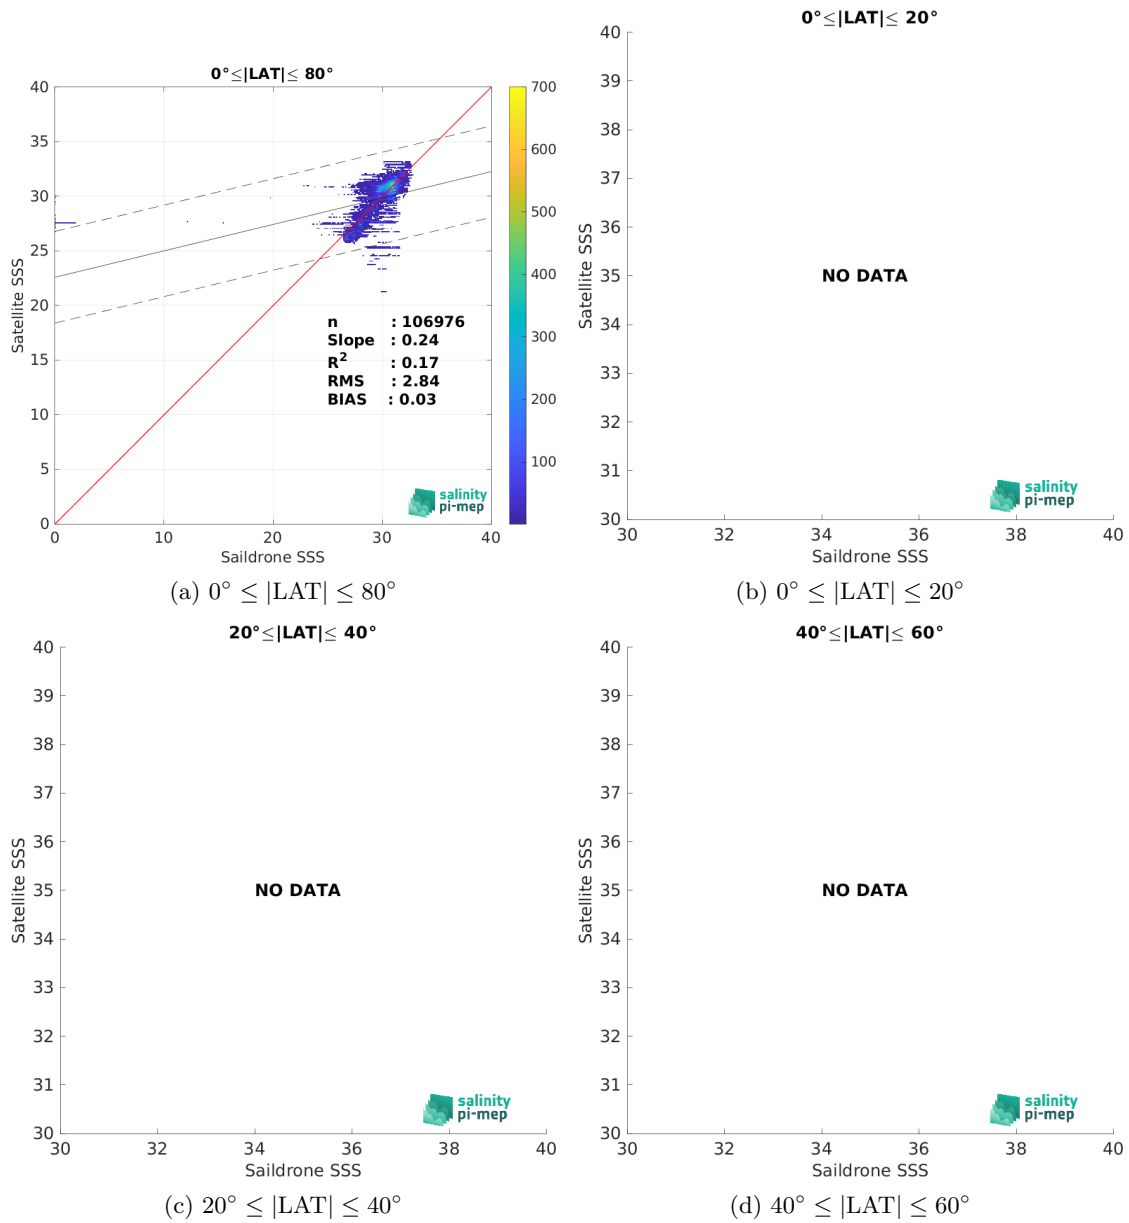 0°≤|LAT|≤ 80°
40
35
30
25
20
15
10
5
0
Satellite SSS
n : 106976
Slope : 0.24
R² : 0.17
RMS : 2.84
BIAS : 0.03
salinity
pi-mep
0 10 20 30 40
Saildrone SSS
700
600
500
400
300
200
100
(a) 0° ≤ |LAT| ≤ 80°
0°≤|LAT|≤ 20°
40
39
38
37
36
35
34
33
32
31
30
Satellite SSS
NO DATA
salinity
pi-mep
30 32 34 36 38 40
Saildrone SSS
(b) 0° ≤ |LAT| ≤ 20°
20°≤|LAT|≤ 40°
40
39
38
37
36
35
34
33
32
31
30
Satellite SSS
NO DATA
salinity
pi-mep
30 32 34 36 38 40
Saildrone SSS
(c) 20° ≤ |LAT| ≤ 40°
40°≤|LAT|≤ 60°
40
39
38
37
36
35
34
33
32
31
30
Satellite SSS
NO DATA
salinity
pi-mep
30 32 34 36 38 40
Saildrone SSS
(d) 40° ≤ |LAT| ≤ 60°